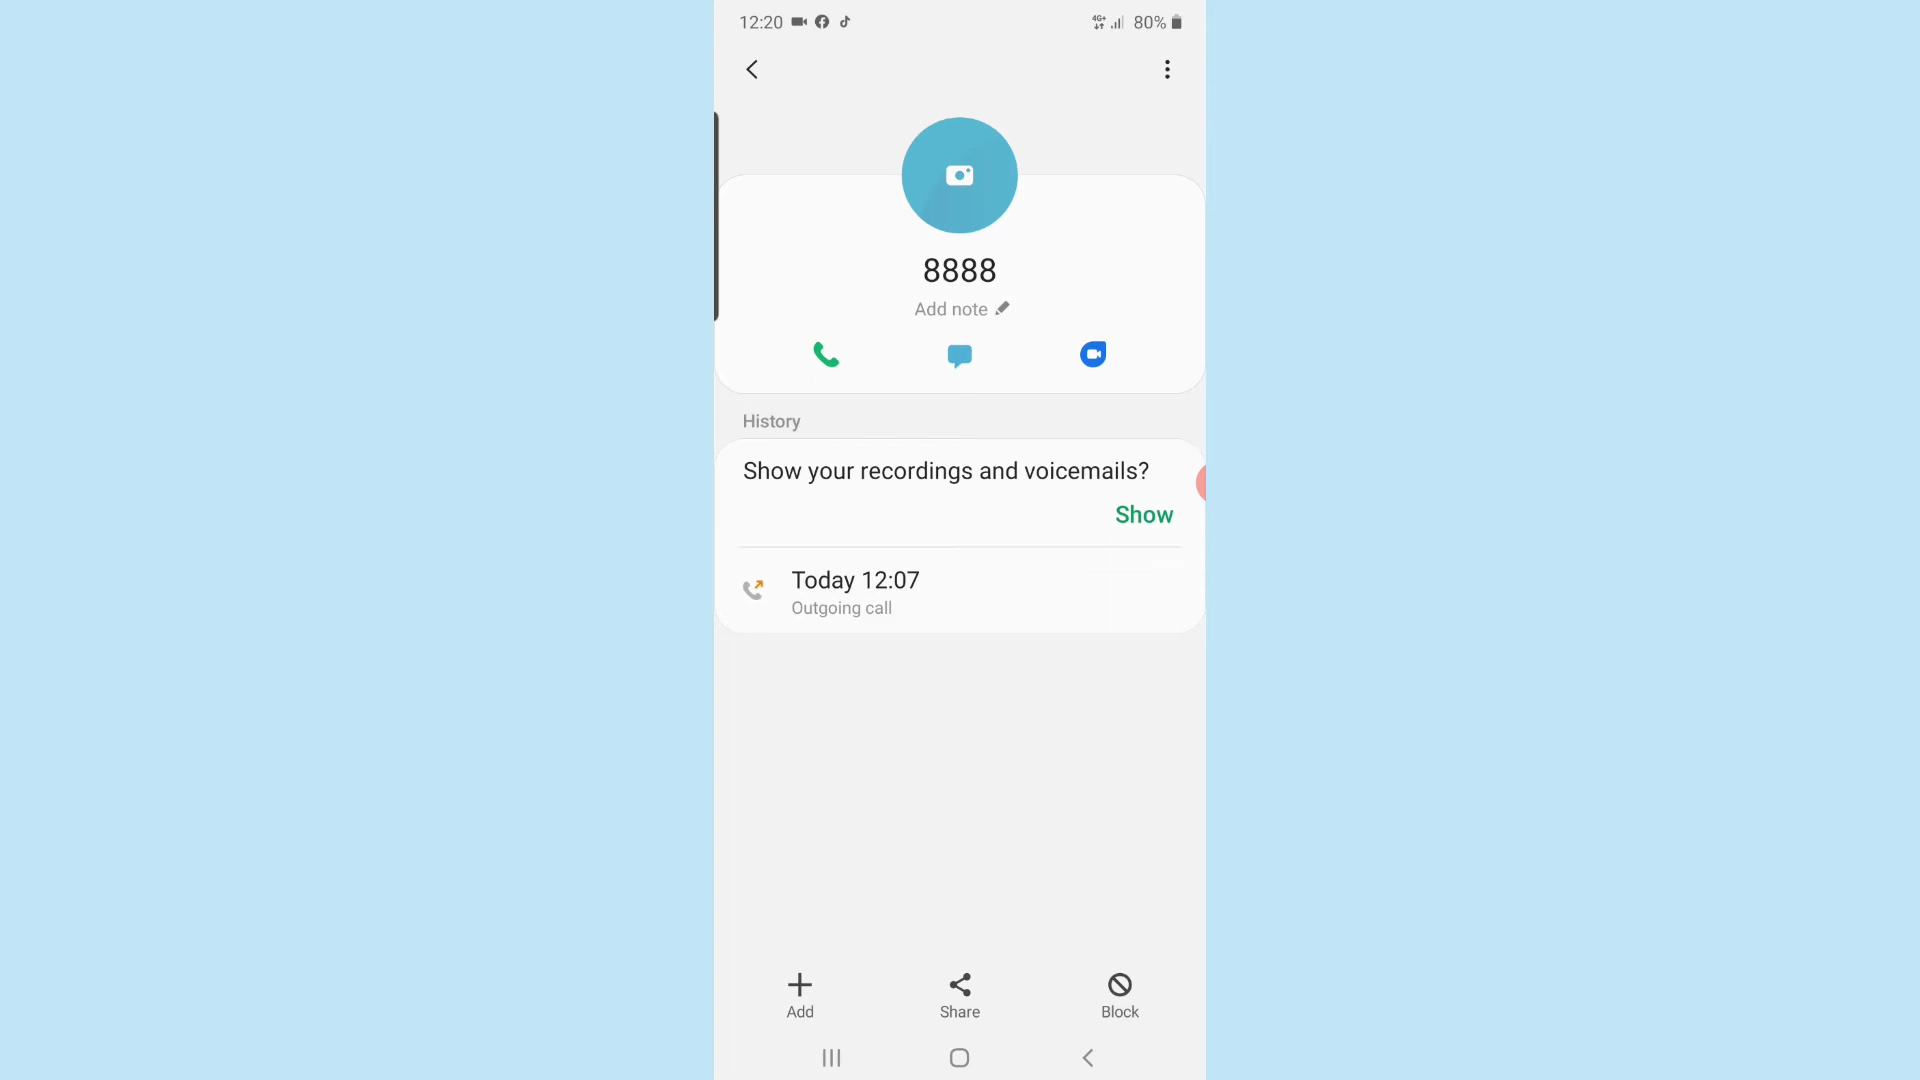 12:20
4G+ 80%
8888
Add note
History
Show your recordings and voicemails?
Show
Today 12:07
Outgoing call
Add
Share
Block